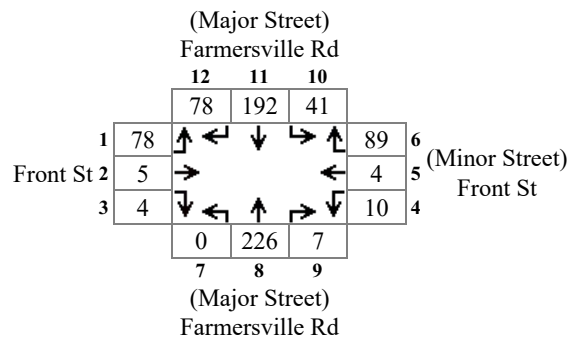 (Major Street)
Farmersville Rd
12 11 10
78 192 41
1 78 89 6
Front St 2 5 4 5 (Minor Street)
Front St
3 4 10 4
0 226 7
7 8 9
(Major Street)
Farmersville Rd